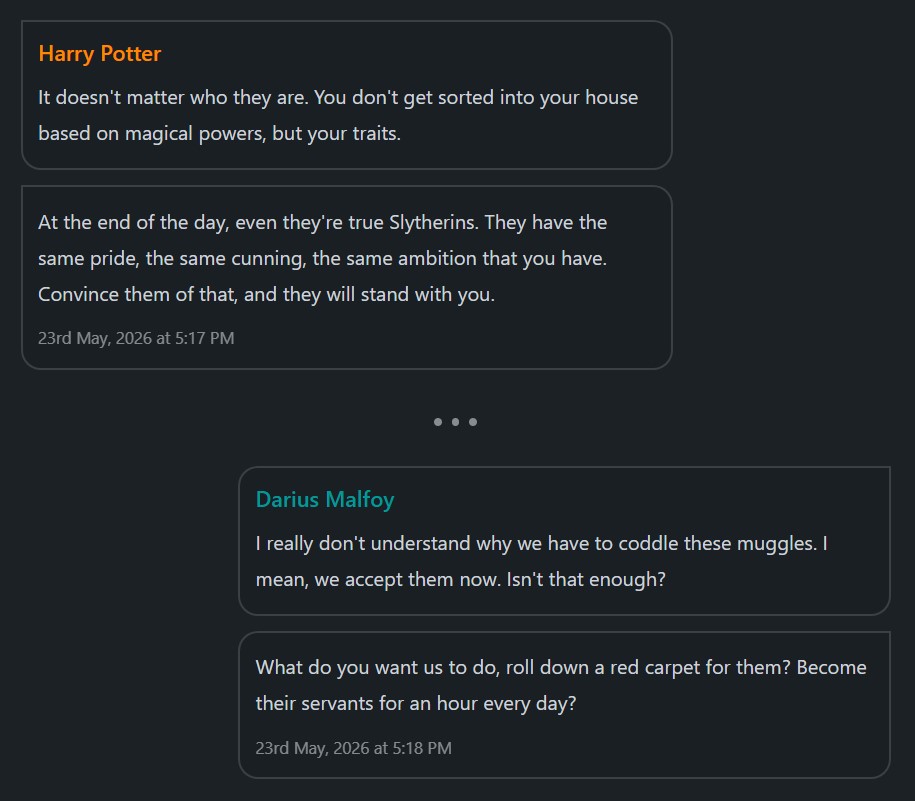 Harry Potter
It doesn't matter who they are. You don't get sorted into your house
based on magical powers, but your traits.
At the end of the day, even they're true Slytherins. They have the
same pride, the same cunning, the same ambition that you have.
Convince them of that, and they will stand with you.
23rd May, 2026 at 5:17 PM
Darius Malfoy
I really don't understand why we have to coddle these muggles. I
mean, we accept them now. Isn't that enough?
What do you want us to do, roll down a red carpet for them? Become
their servants for an hour every day?
23rd May, 2026 at 5:18 PM